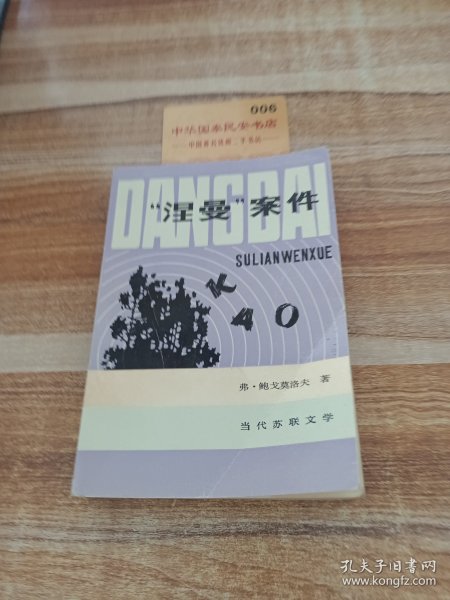 006
中华国泰民安书店
DANGDAI
“涅曼”案件
SULIANWENXUE
K
40
弗·鲍戈莫洛夫 著
当代苏联文学
孔夫子旧书网
www.kongfz.com